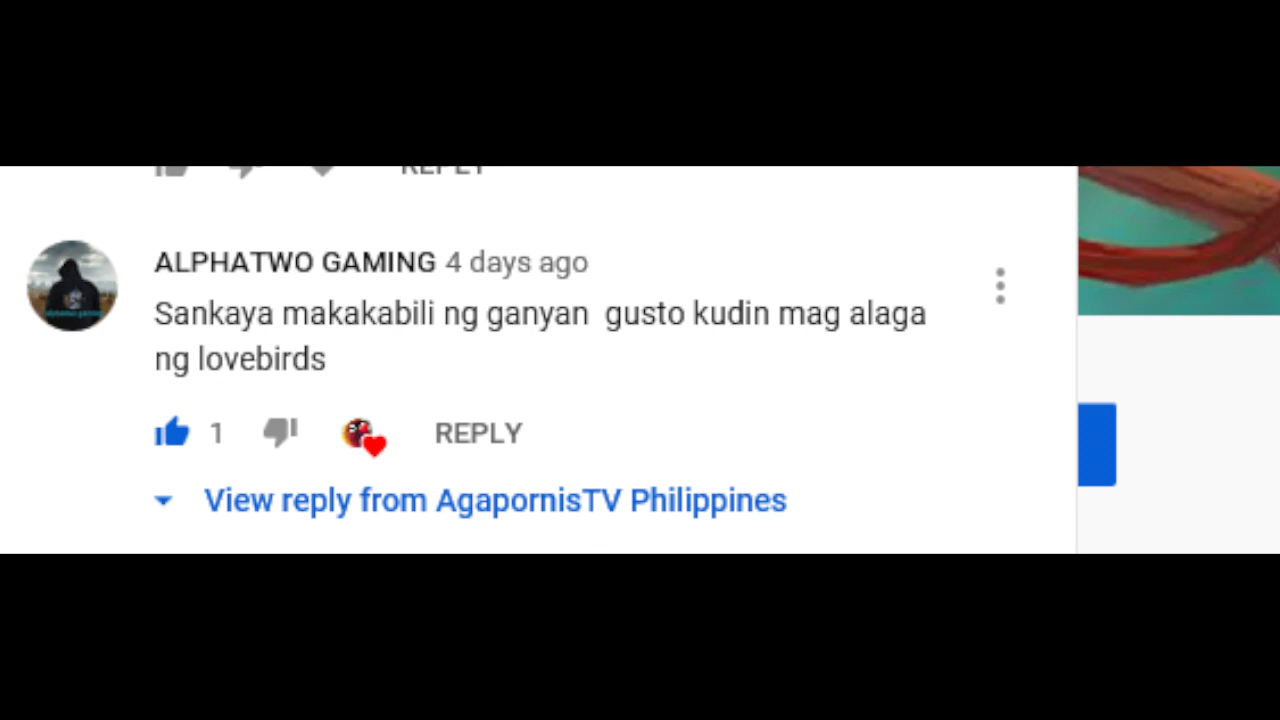 REPLY
ALPHATWO GAMING 4 days ago
Sankaya makakabili ng ganyan gusto kudin mag alaga
ng lovebirds
1 REPLY
View reply from AgapornisTV Philippines